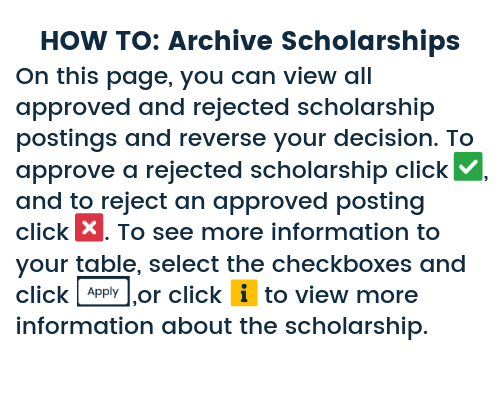 HOW TO: Archive Scholarships
On this page, you can view all
approved and rejected scholarship
postings and reverse your decision. To
approve a rejected scholarship click ,
and to reject an approved posting
click . To see more information to
your table, select the checkboxes and
click Apply ,or click i to view more
information about the scholarship.